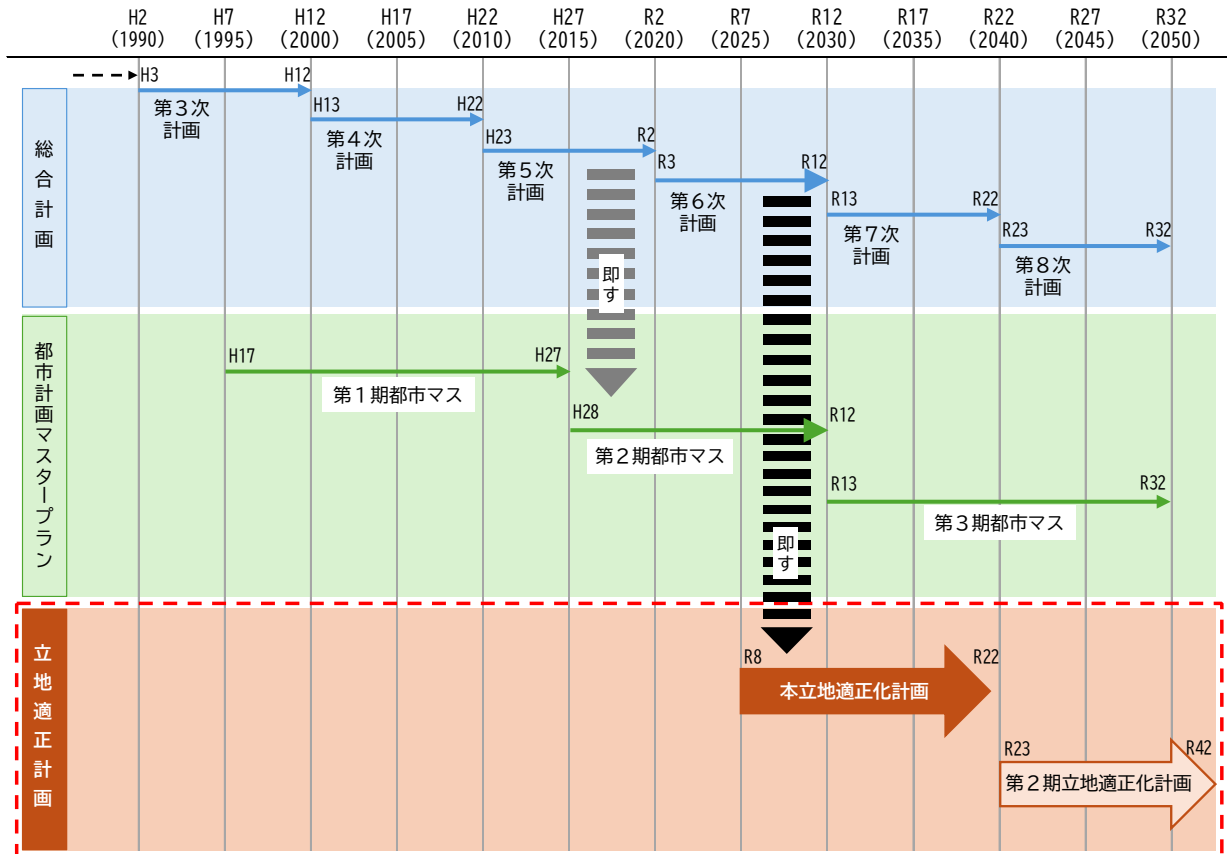 H2 H7 H12 H17 H22 H27 R2 R7 R12 R17 R22 R27 R32
(1990) (1995) (2000) (2005) (2010) (2015) (2020) (2025) (2030) (2035) (2040) (2045) (2050)
総合計画
H3 H12
第3次
計画
H13 H22
第4次
計画
H23 R2
第5次
計画
R3 R12
第6次
計画
R13 R22
第7次
計画
R23 R32
第8次
計画
即す
都市計画マスタープラン
H17 H27
第1期都市マス
H28 R12
第2期都市マス
R13 R32
第3期都市マス
即す
立地適正計画
R8 R22
本立地適正化計画
R23 R42
第2期立地適正化計画